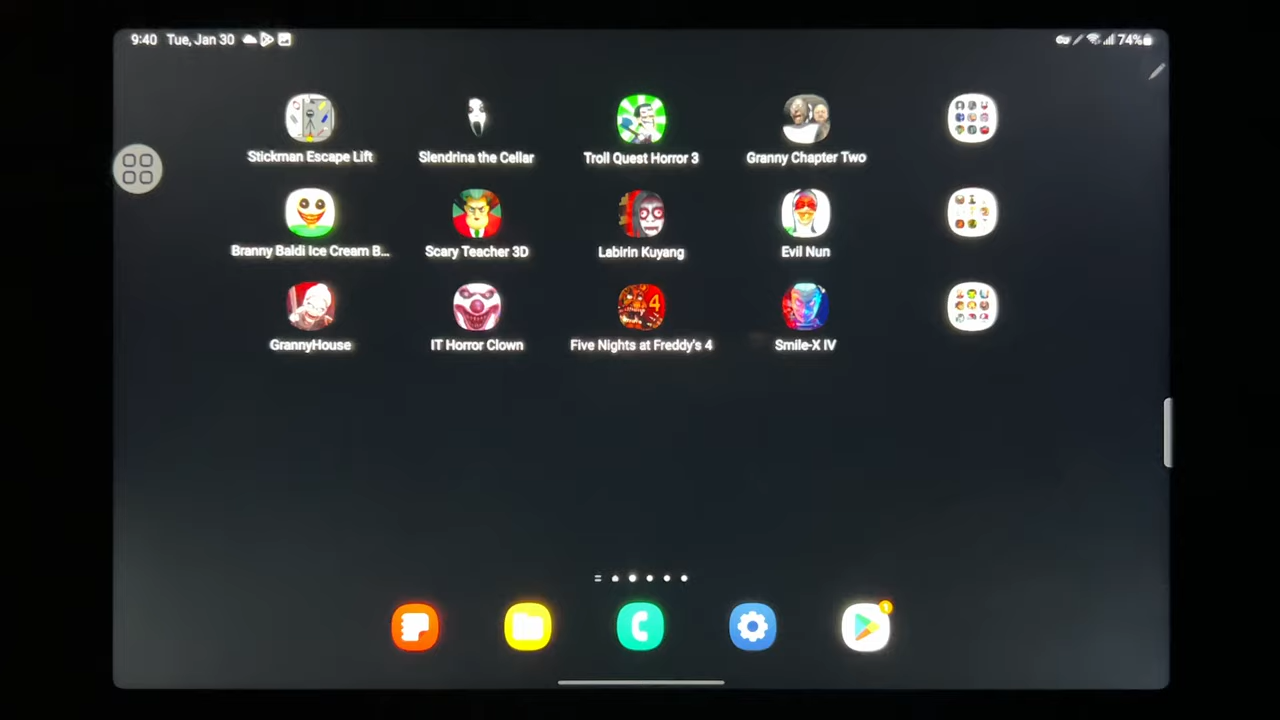 9:40 Tue, Jan 30
74%
Stickman Escape Lift
Slendrina the Cellar
Troll Quest Horror 3
Granny Chapter Two
Branny Baldi Ice Cream B...
Scary Teacher 3D
Labirin Kuyang
Evil Nun
4
GrannyHouse
IT Horror Clown
Five Nights at Freddy's 4
Smile-X IV
1